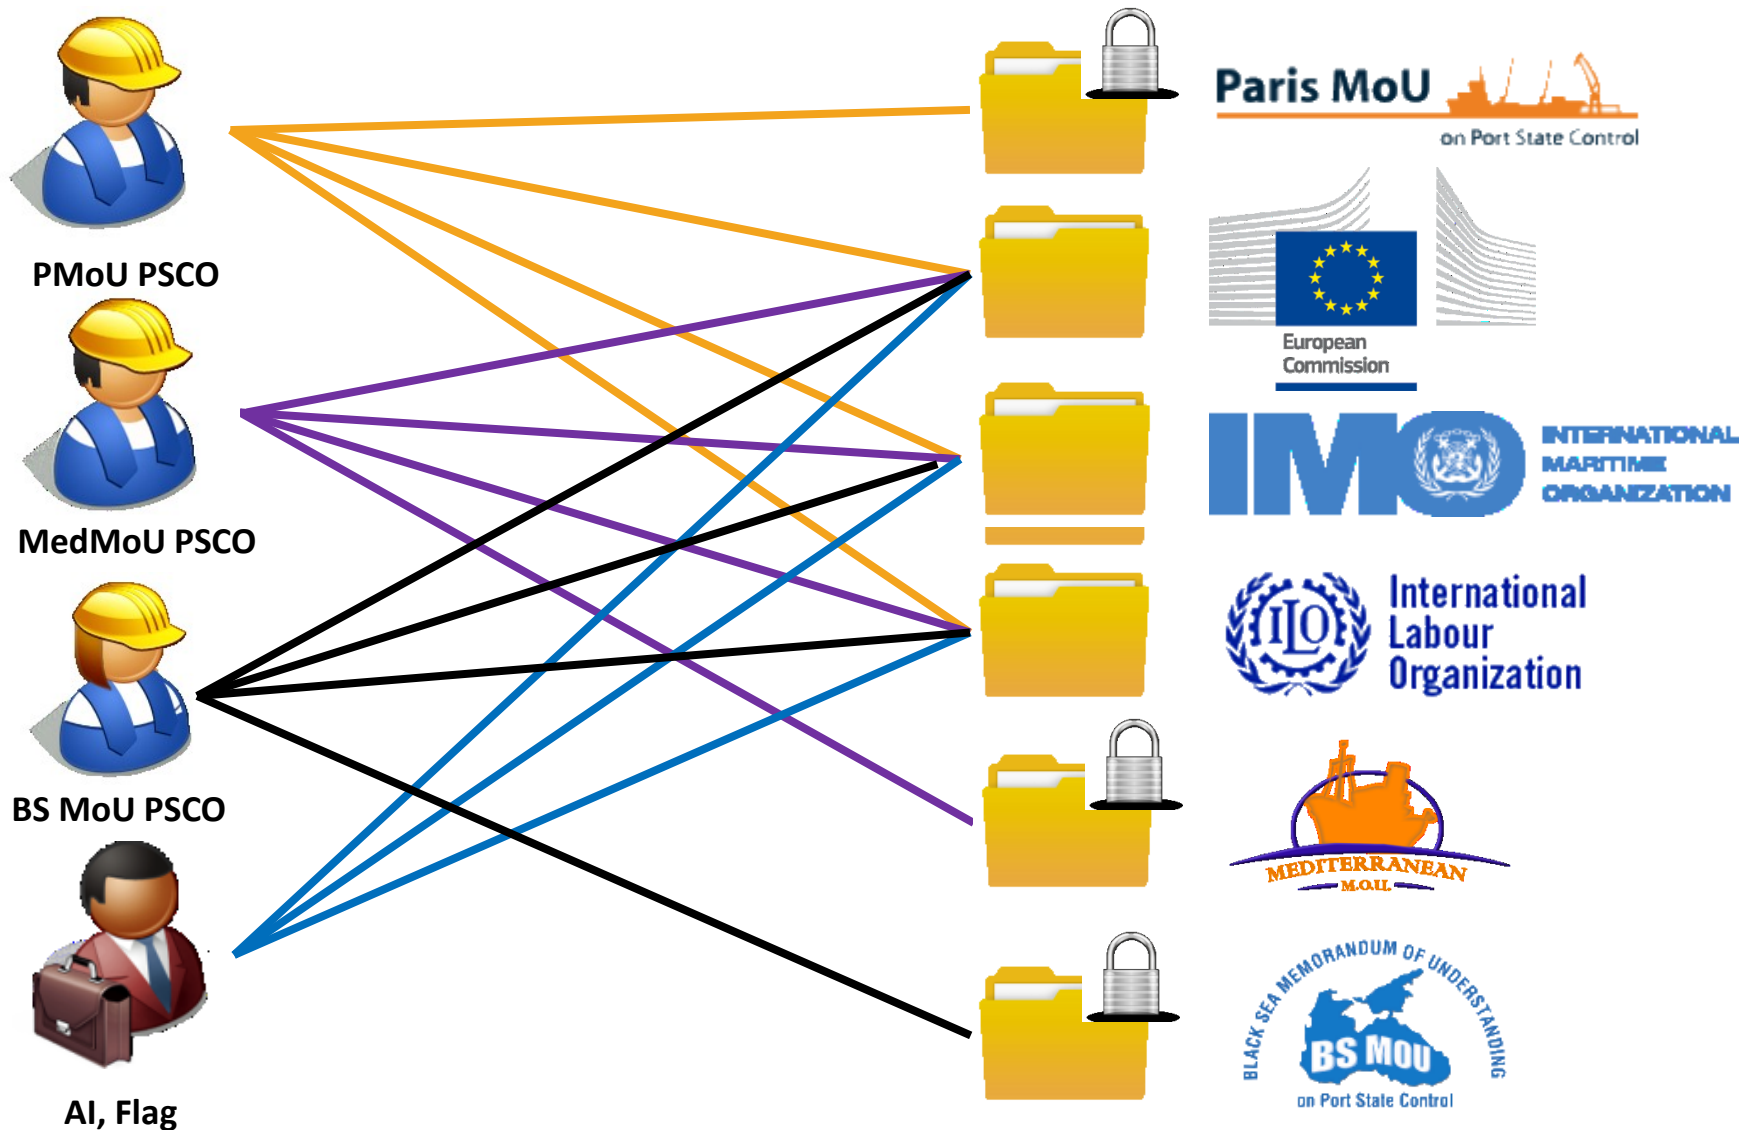 PMoU PSCO
MedMoU PSCO
BS MoU PSCO
AI, Flag
Paris MoU
on Port State Control
European
Commission
IMO
INTERNATIONAL
MARITIME
ORGANIZATION
ILO
International
Labour
Organization
MEDITERRANEAN
M.O.U.
BLACK SEA MEMORANDUM OF UNDERSTANDING
BS MOU
on Port State Control